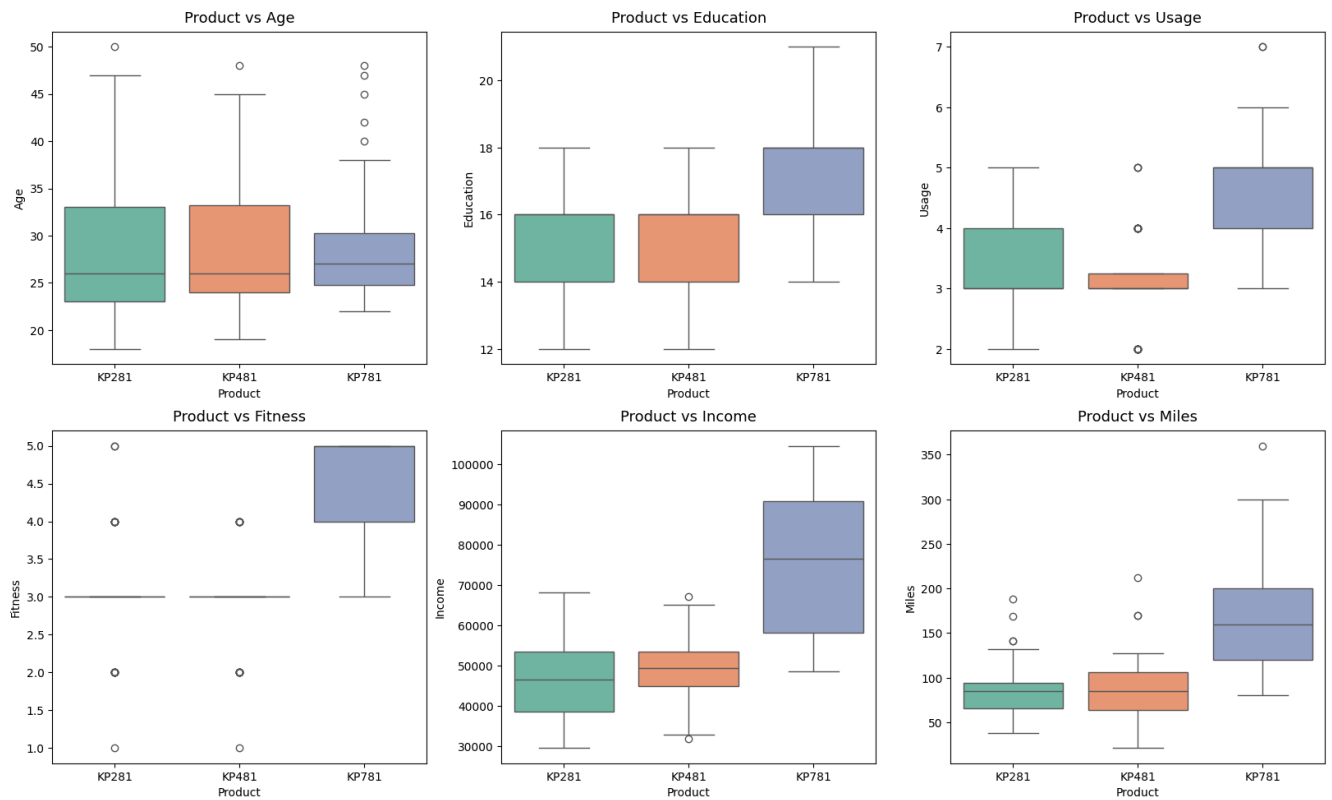 Product vs Age
50
45
40
35
30
25
20
Age
KP281 KP481 KP781
Product
Product vs Education
20
18
16
14
12
Education
KP281 KP481 KP781
Product
Product vs Usage
7
6
5
4
3
2
Usage
KP281 KP481 KP781
Product
Product vs Fitness
5.0
4.5
4.0
3.5
3.0
2.5
2.0
1.5
1.0
Fitness
KP281 KP481 KP781
Product
Product vs Income
100000
90000
80000
70000
60000
50000
40000
30000
Income
KP281 KP481 KP781
Product
Product vs Miles
350
300
250
200
150
100
50
Miles
KP281 KP481 KP781
Product